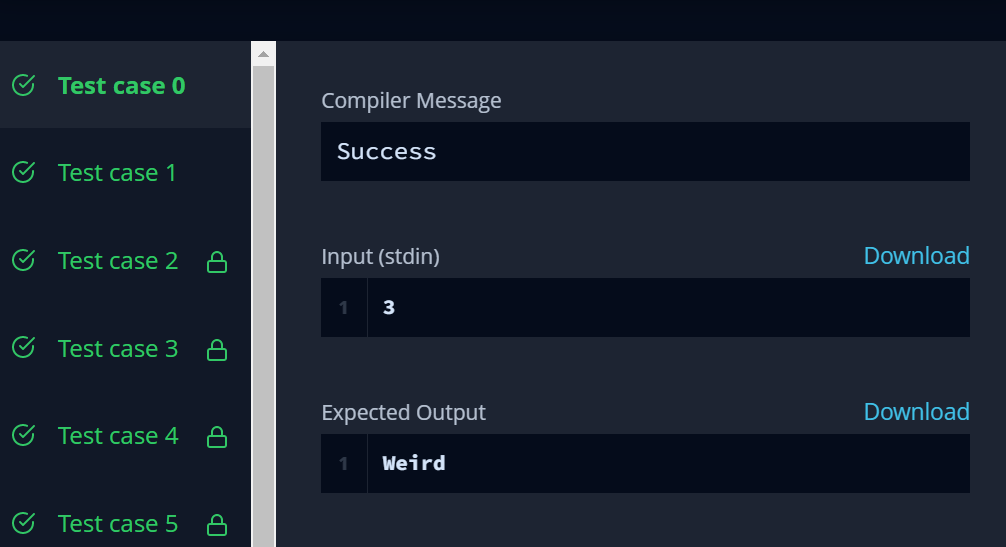 Test case 0
Test case 1
Test case 2
Test case 3
Test case 4
Test case 5
Compiler Message
Success
Input (stdin)
Download
1 3
Expected Output
Download
1 Weird